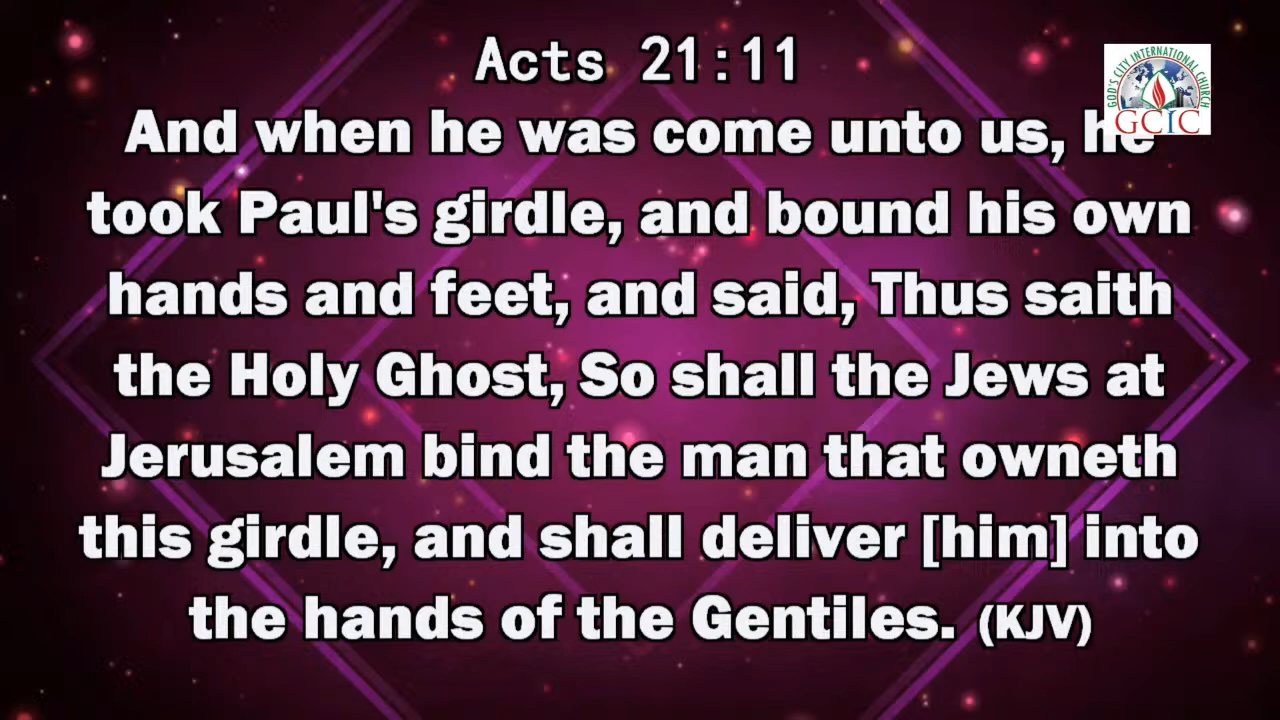 Acts 21:11
And when he was come unto us, he
took Paul's girdle, and bound his own
hands and feet, and said, Thus saith
the Holy Ghost, So shall the Jews at
Jerusalem bind the man that owneth
this girdle, and shall deliver [him] into
the hands of the Gentiles. (KJV)
GOD'S CITY INTERNATIONAL CHURCH
GCIC